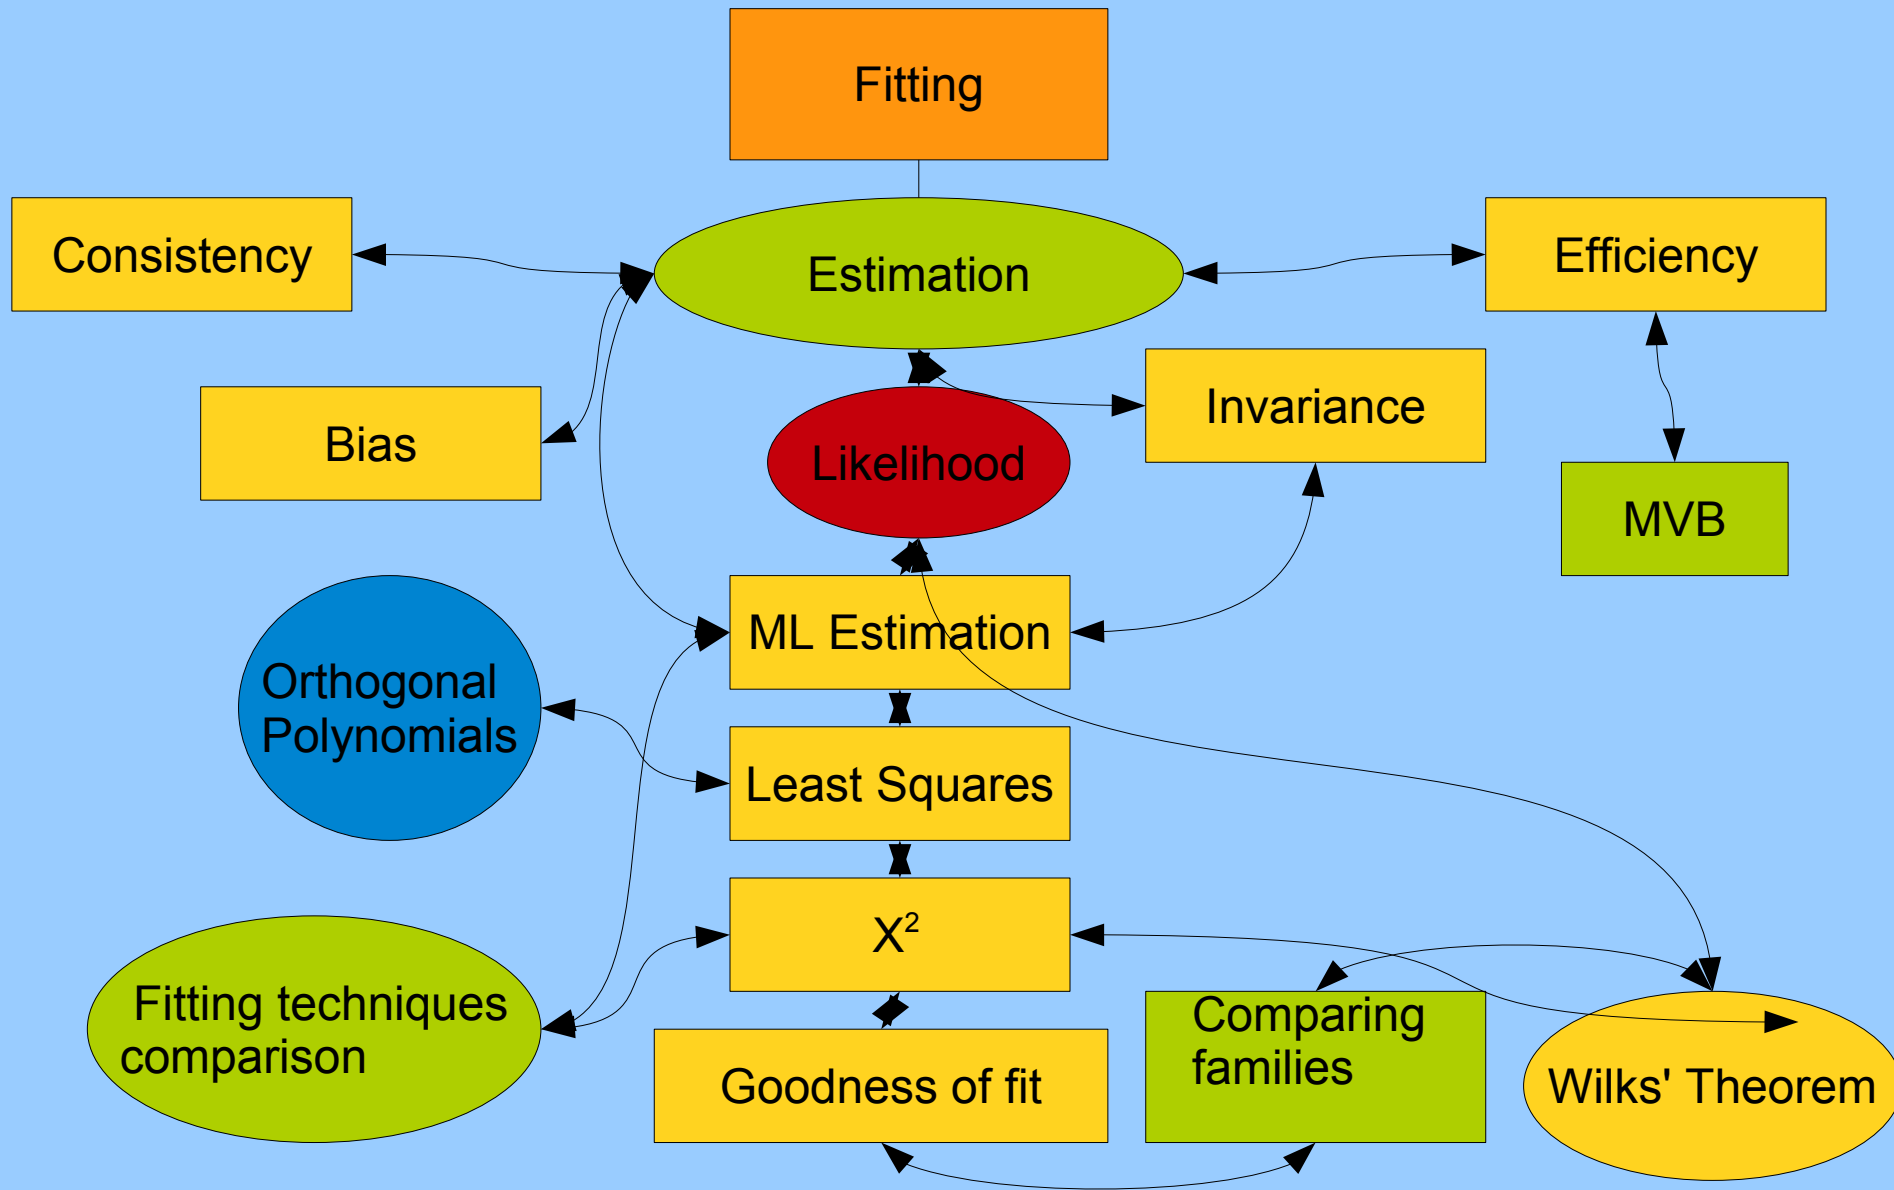 Fitting
Consistency
Estimation
Efficiency
Bias
Likelihood
Invariance
MVB
ML Estimation
Orthogonal
Polynomials
Least Squares
X²
Fitting techniques
comparison
Goodness of fit
Comparing
families
Wilks' Theorem